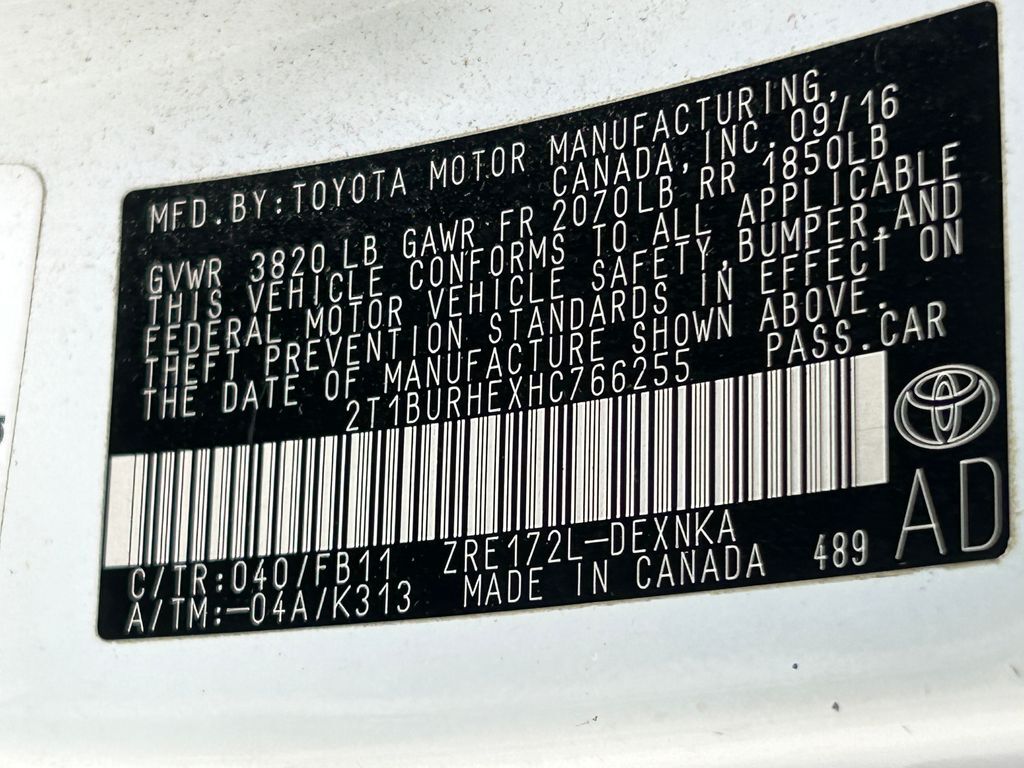 MFD.BY:TOYOTA MOTOR MANUFACTURING,
CANADA,INC.09/16
GVWR 3820 LB GAWR FR 2070LB RR 1850LB
THIS VEHICLE CONFORMS TO ALL APPLICABLE
FEDERAL MOTOR VEHICLE SAFETY,BUMPER,AND
THEFT PREVENTION STANDARDS IN EFFECT ON
THE DATE OF MANUFACTURE SHOWN ABOVE.
2T1BURHEXHC766255 PASS.CAR
C/TR:040/FB11 ZRE172L-DEXNKA
A/TM:-04A/K313 MADE IN CANADA 489
AD